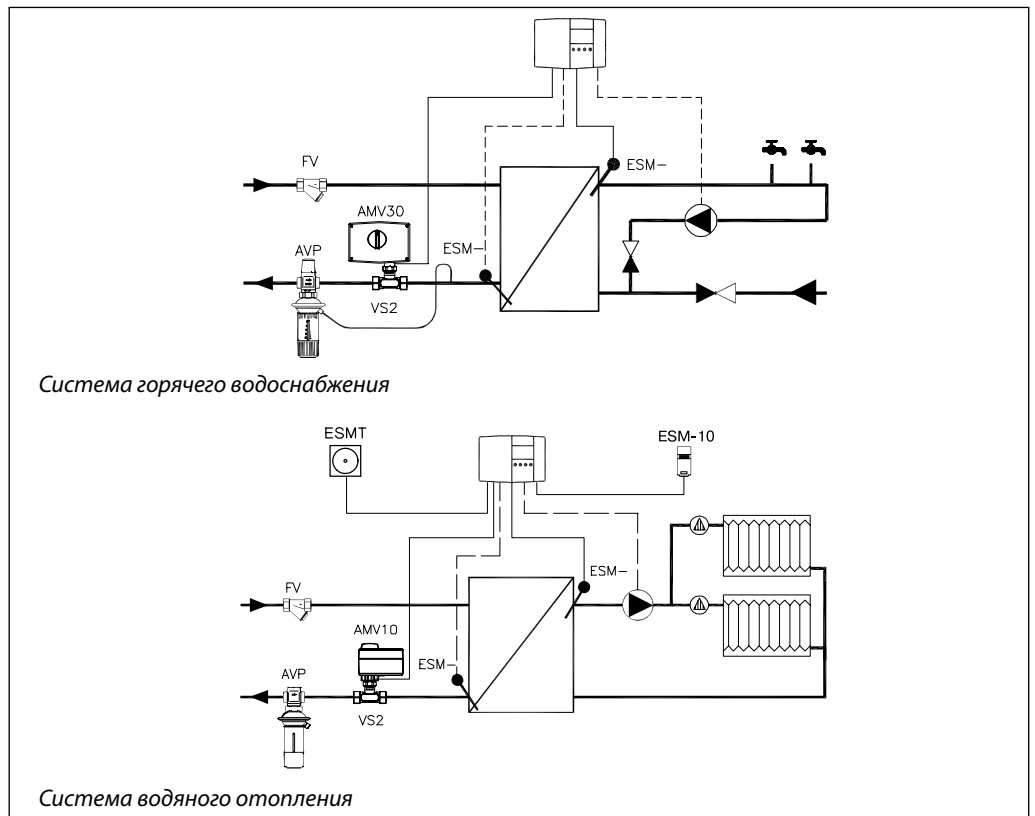 FV
ESM-
AMV30
AVP
ESM-
VS2
Система горячего водоснабжения
ESMT
ESM-10
FV
ESM-
AMV10
ESM-
AVP
VS2
Система водяного отопления